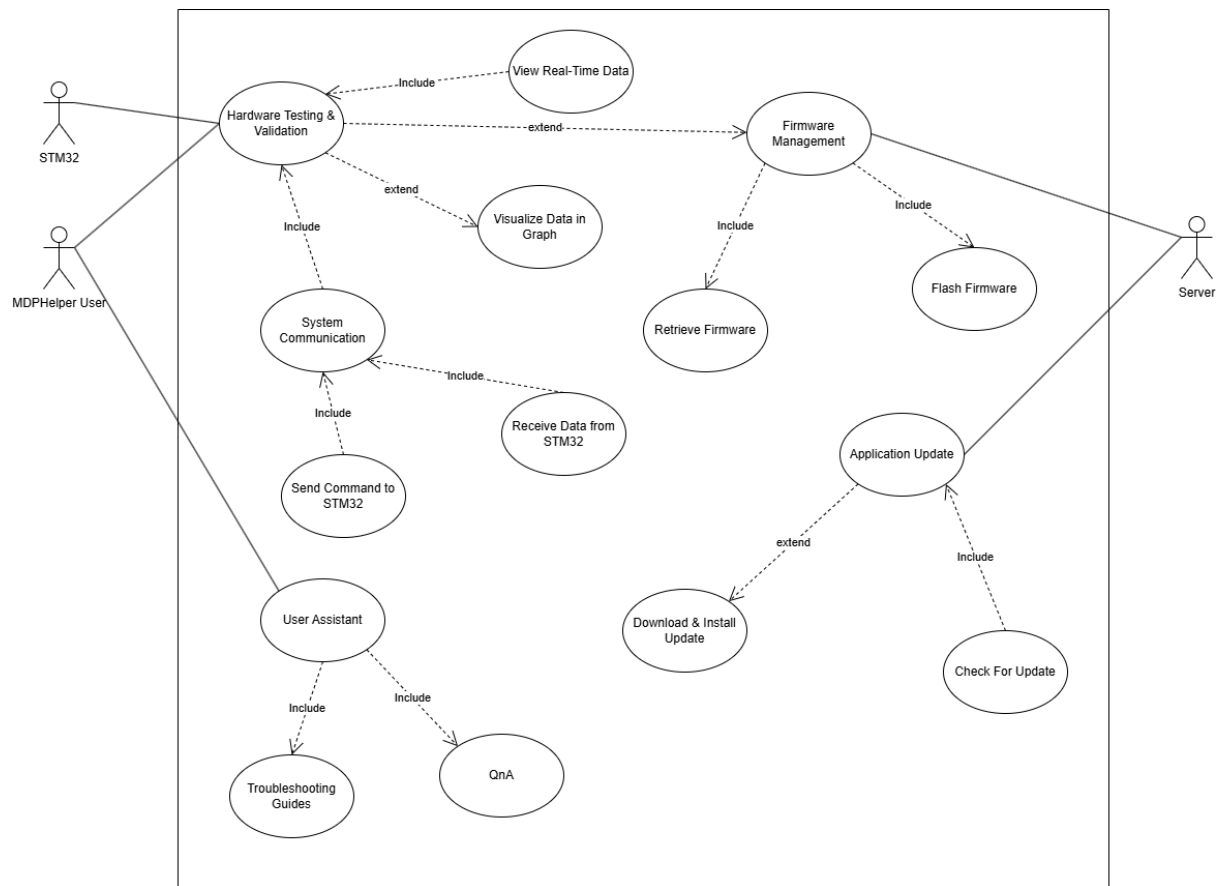 View Real-Time Data
Include
Hardware Testing &
Validation
extend
Firmware
Management
STM32
extend
Include
Include
Visualize Data in
Graph
Include
MDPHelper User
Flash Firmware
Server
System
Communication
Retrieve Firmware
Include
Include
Receive Data from
STM32
Application Update
Send Command to
STM32
extend
Include
User Assistant
Download & Install
Update
Check For Update
Include
Include
Troubleshooting
Guides
QnA